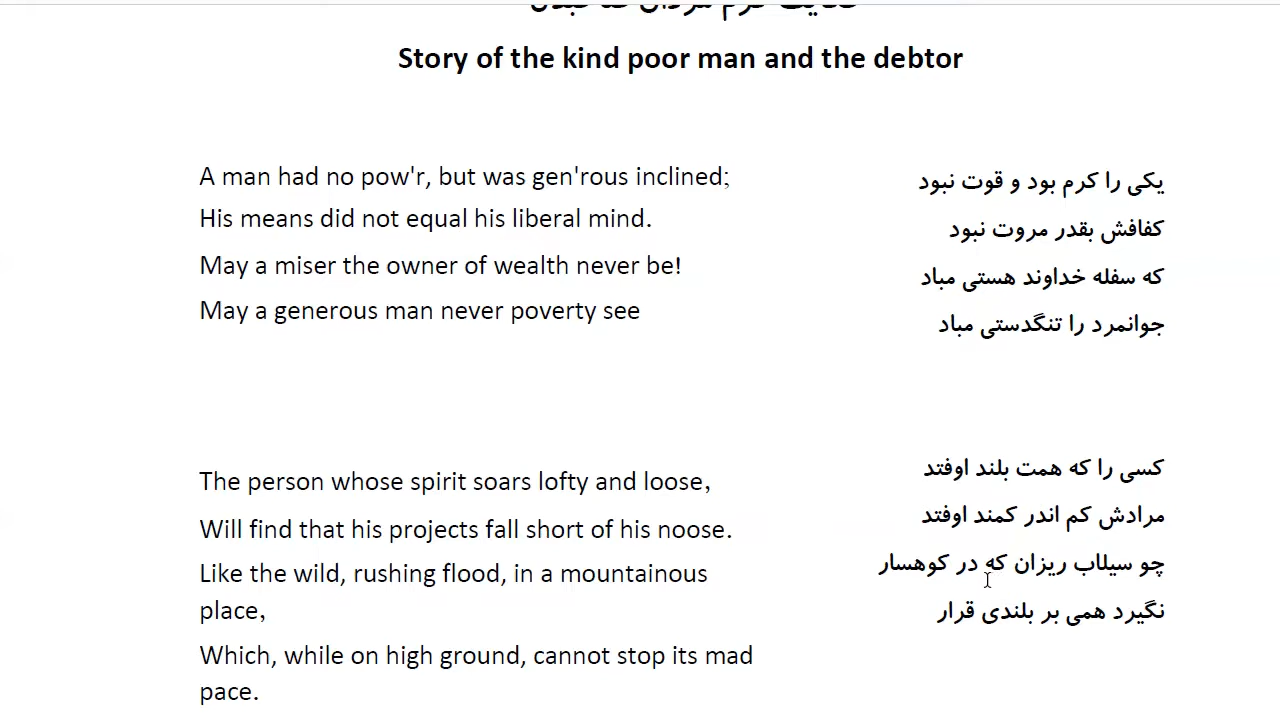 Story of the kind poor man and the debtor
A man had no pow'r, but was gen'rous inclined;
His means did not equal his liberal mind.
May a miser the owner of wealth never be!
May a generous man never poverty see
یکی را کرم بود و قوت نبود
کفافش بقدر مروت نبود
که سفله خداوند هستی مباد
جوانمرد را تنگدستی مباد
The person whose spirit soars lofty and loose,
Will find that his projects fall short of his noose.
Like the wild, rushing flood, in a mountainous
place,
Which, while on high ground, cannot stop its mad
pace.
کسی را که همت بلند اوفتد
مرادش کم اندر کمند اوفتد
چو سیلاب ریزان که در کوهسار
نگیرد همی بر بلندی قرار